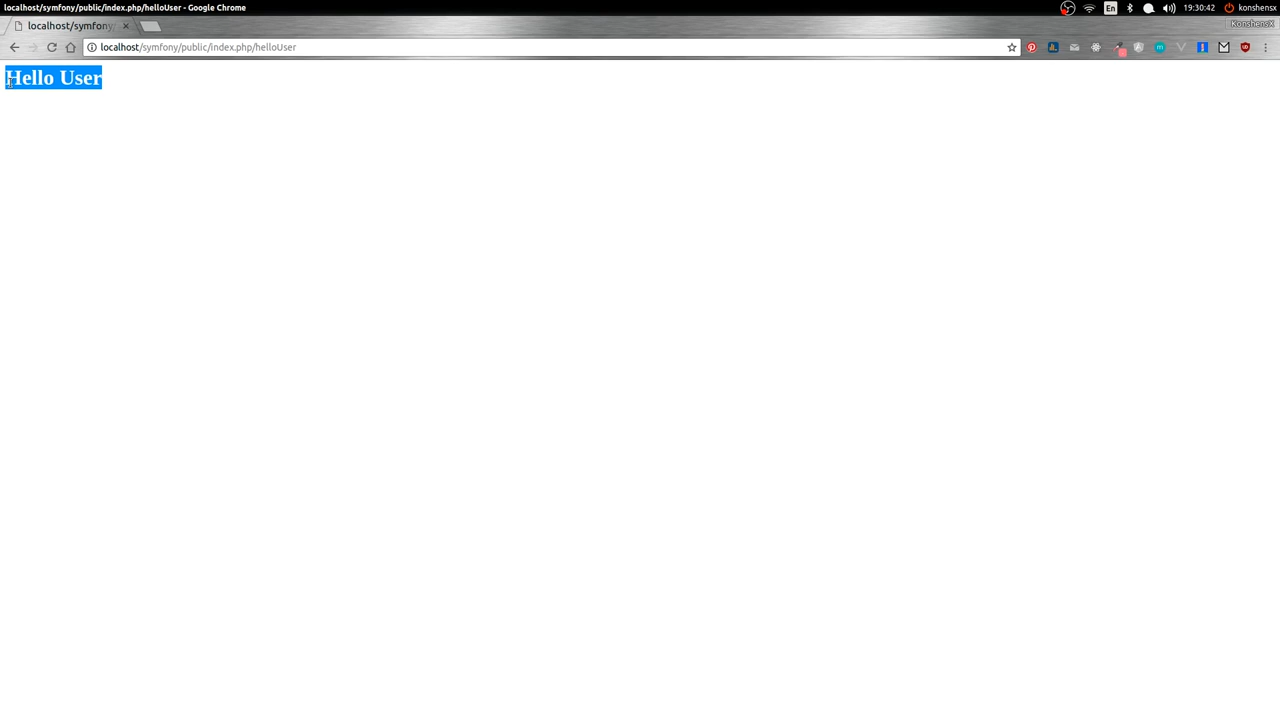 localhost/symfony/public/index.php/helloUser - Google Chrome
En
19:30:42
konshensx
localhost/symfony
KonshensX
localhost/symfony/public/index.php/helloUser
Hello User